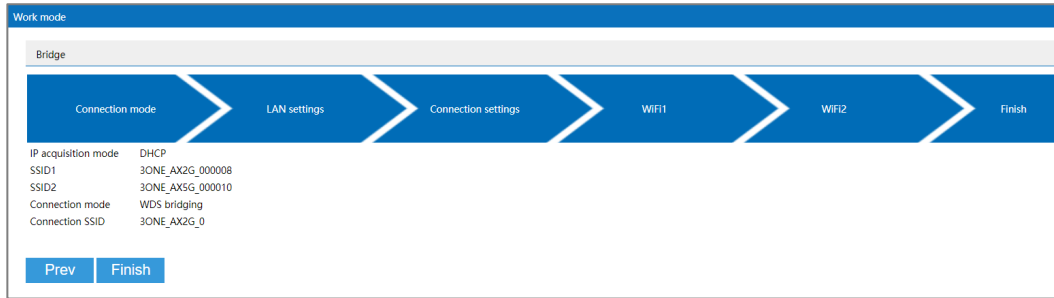 Work mode
Bridge
Connection mode LAN settings Connection settings WiFi1 WiFi2 Finish
IP acquisition mode DHCP
SSID1 3ONE_AX2G_000008
SSID2 3ONE_AX5G_000010
Connection mode WDS bridging
Connection SSID 3ONE_AX2G_0
Prev Finish